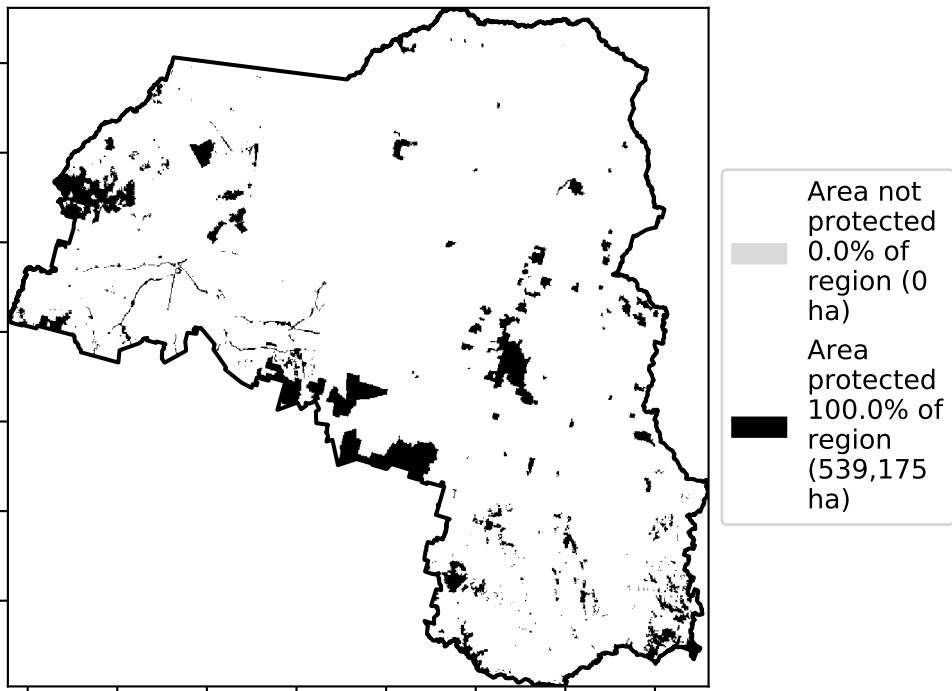 Area not
protected
0.0% of
region (0
ha)
Area
protected
100.0% of
region
(539,175
ha)